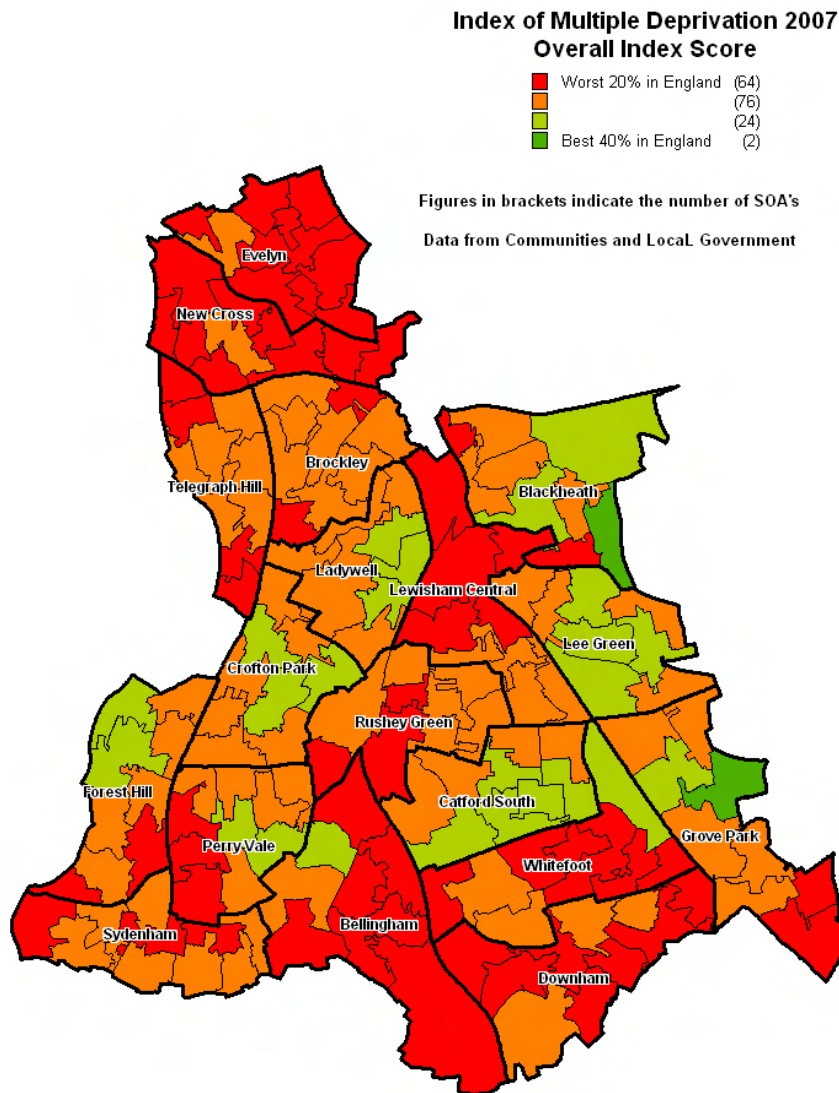 Index of Multiple Deprivation 2007
Overall Index Score
Worst 20% in England (64)
(76)
(24)
Best 40% in England (2)
Figures in brackets indicate the number of SOA's
Data from Communities and LocaL Government
Evelyn
New Cross
Brockley
Telegraph Hill
Blackheath
Ladywell
Lewisham Central
Lee Green
Crofton Park
Rushey Green
Forest Hill
Catford South
Grove Park
Perry Vale
Whitefoot
Bellingham
Sydenham
Downham